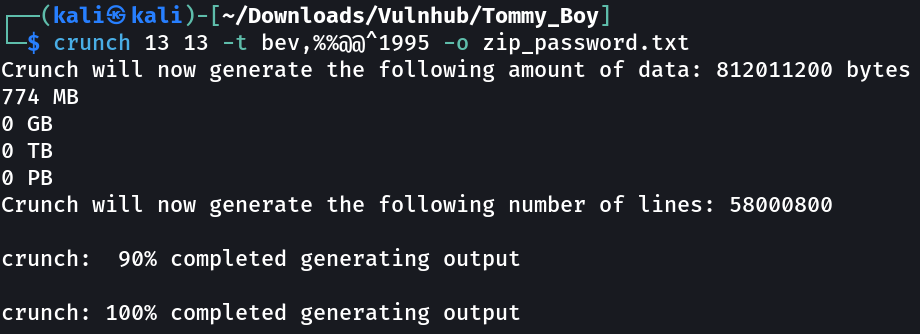 ┌──(kali㉿kali)-[~/Downloads/Vulnhub/Tommy_Boy]
└─$ crunch 13 13 -t bev,%%@@^1995 -o zip_password.txt
Crunch will now generate the following amount of data: 812011200 bytes
774 MB
0 GB
0 TB
0 PB
Crunch will now generate the following number of lines: 58000800
crunch:  90% completed generating output
crunch: 100% completed generating output